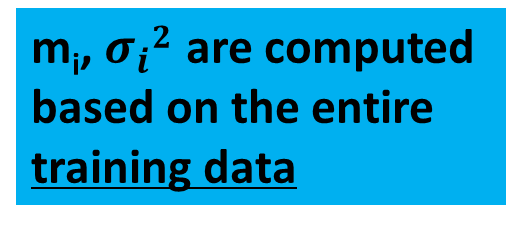 mᵢ, σᵢ² are computed
based on the entire
training data